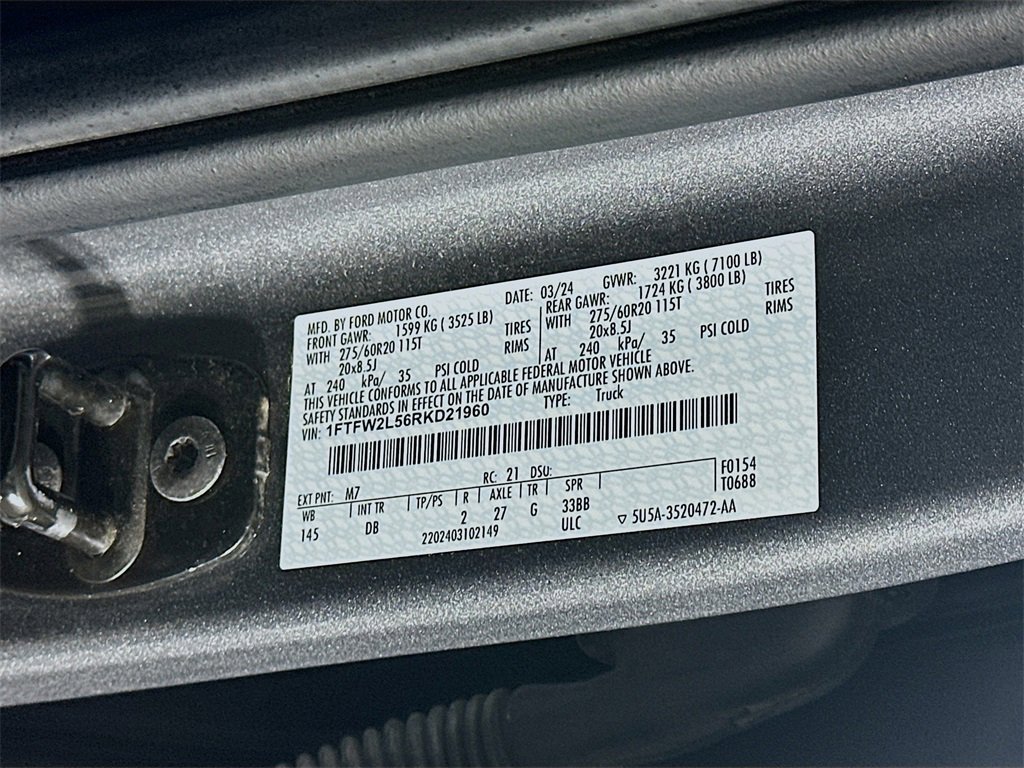 MFD. BY FORD MOTOR CO.
DATE: 03/24 GVWR: 3221 KG ( 7100 LB)
FRONT GAWR: 1599 KG ( 3525 LB)
WITH 275/60R20 115T TIRES
20x8.5J RIMS
AT 240 kPa/ 35 PSI COLD
REAR GAWR: 1724 KG ( 3800 LB)
WITH 275/60R20 115T TIRES
20x8.5J RIMS
AT 240 kPa/ 35 PSI COLD
THIS VEHICLE CONFORMS TO ALL APPLICABLE FEDERAL MOTOR VEHICLE
SAFETY STANDARDS IN EFFECT ON THE DATE OF MANUFACTURE SHOWN ABOVE.
VIN: 1FTFW2L56RKD21960 TYPE: Truck
EXT PNT: M7 RC: 21 DSU: F0154
WB INT TR TP/PS R AXLE TR SPR T0688
145 DB 2 27 G 33BB
2202403102149 ULC ▽ 5U5A-3520472-AA